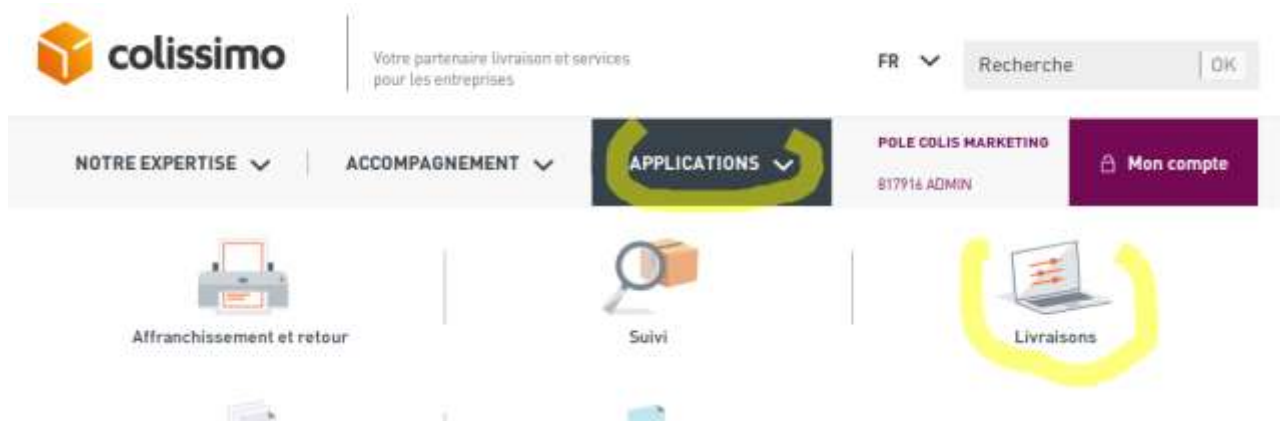 colissimo
Votre partenaire livraison et services
pour les entreprises
FR
Recherche
OK
NOTRE EXPERTISE
ACCOMPAGNEMENT
APPLICATIONS
POLE COLIS MARKETING
817916 ADMIN
Mon compte
Affranchissement et retour
Suivi
Livraisons